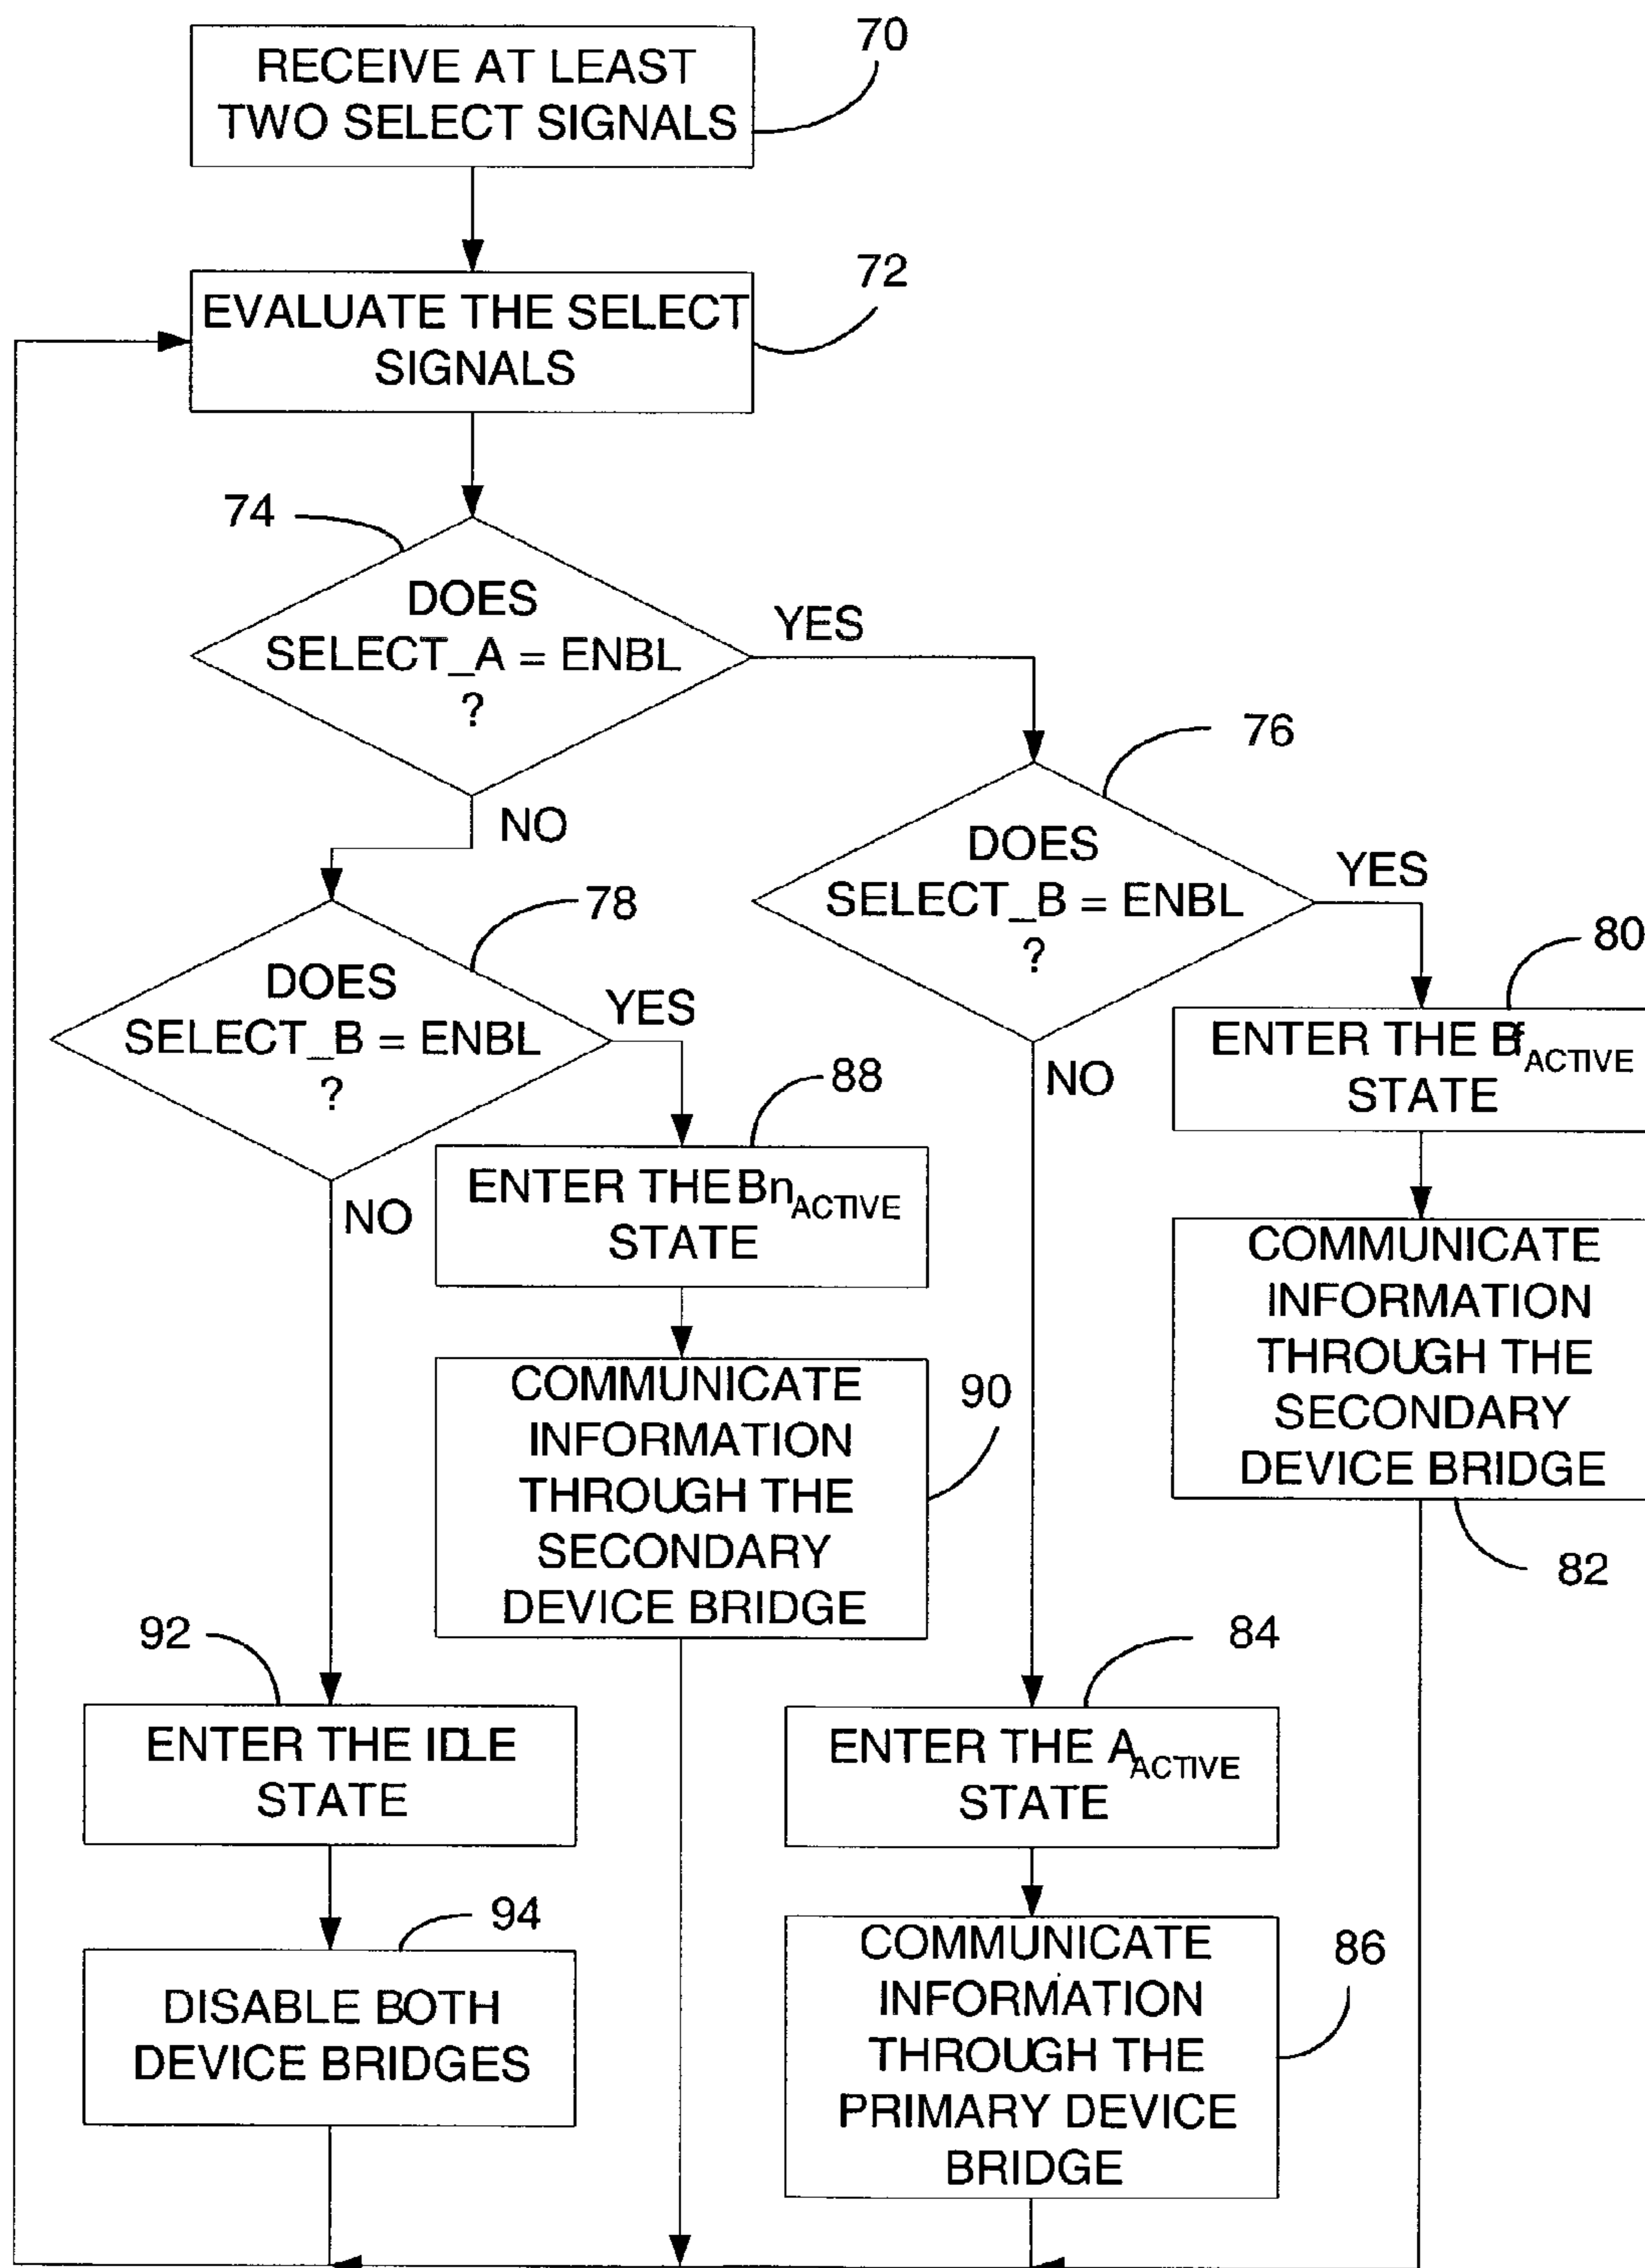 70
RECEIVE AT LEAST
TWO SELECT SIGNALS
72
EVALUATE THE SELECT
SIGNALS
74
DOES
SELECT_A = ENBL
?
YES
NO
76
DOES
SELECT_B = ENBL
?
YES
NO
78
DOES
SELECT_B = ENBL
?
YES
NO
80
ENTER THE BfACTIVE
STATE
88
ENTER THE BnACTIVE
STATE
COMMUNICATE
INFORMATION
THROUGH THE
SECONDARY
DEVICE BRIDGE
82
COMMUNICATE
INFORMATION
THROUGH THE
SECONDARY
DEVICE BRIDGE
90
92
ENTER THE IDLE
STATE
84
ENTER THE AACTIVE
STATE
94
DISABLE BOTH
DEVICE BRIDGES
COMMUNICATE
INFORMATION
THROUGH THE
PRIMARY DEVICE
BRIDGE
86